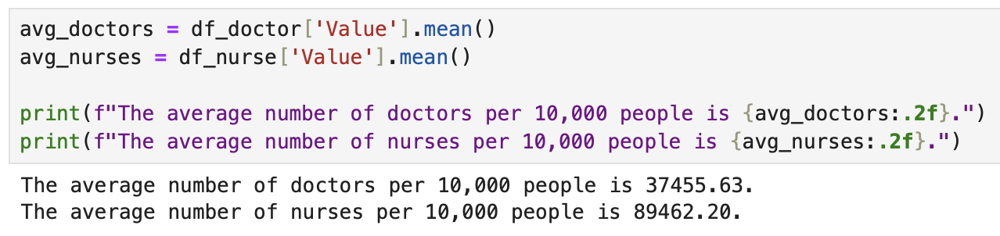 avg_doctors = df_doctor['Value'].mean()
avg_nurses = df_nurse['Value'].mean()
print(f"The average number of doctors per 10,000 people is {avg_doctors:.2f}.")
print(f"The average number of nurses per 10,000 people is {avg_nurses:.2f}.")
The average number of doctors per 10,000 people is 37455.63.
The average number of nurses per 10,000 people is 89462.20.